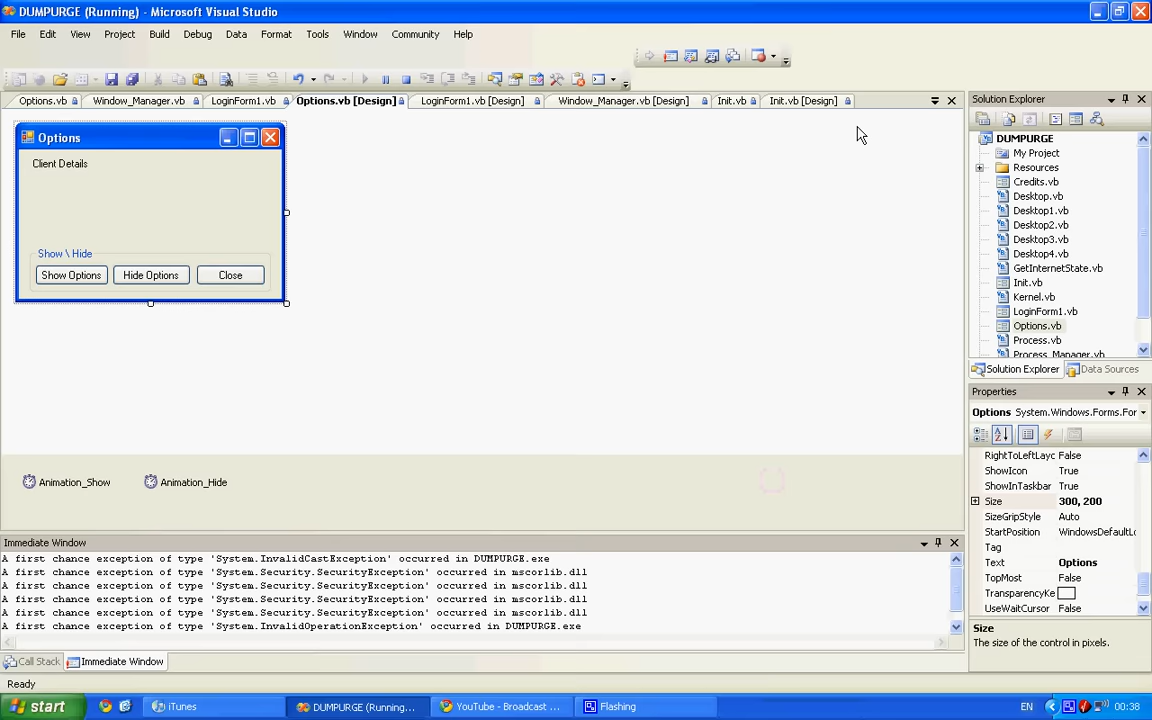 DUMPURGE (Running) - Microsoft Visual Studio
File Edit View Project Build Debug Data Format Tools Window Community Help
Options.vb Window_Manager.vb LoginForm1.vb Options.vb [Design] LoginForm1.vb [Design] Window_Manager.vb [Design] Init.vb Init.vb [Design]
Options
Client Details
Show \ Hide
Show Options Hide Options Close
Animation_Show Animation_Hide
Immediate Window
A first chance exception of type 'System.InvalidCastException' occurred in DUMPURGE.exe
A first chance exception of type 'System.Security.SecurityException' occurred in mscorlib.dll
A first chance exception of type 'System.Security.SecurityException' occurred in mscorlib.dll
A first chance exception of type 'System.Security.SecurityException' occurred in mscorlib.dll
A first chance exception of type 'System.Security.SecurityException' occurred in mscorlib.dll
A first chance exception of type 'System.InvalidOperationException' occurred in DUMPURGE.exe
Call Stack Immediate Window
Ready
Solution Explorer
DUMPURGE
My Project
Resources
Credits.vb
Desktop.vb
Desktop1.vb
Desktop2.vb
Desktop3.vb
Desktop4.vb
GetInternetState.vb
Init.vb
Kernel.vb
LoginForm1.vb
Options.vb
Process.vb
Process_Manager.vb
Solution Explorer Data Sources
Properties
Options System.Windows.Forms.For
RightToLeftLayc False
ShowIcon True
ShowInTaskbar True
Size 300, 200
SizeGripStyle Auto
StartPosition WindowsDefaultLo
Tag
Text Options
TopMost False
TransparencyKe
UseWaitCursor False
Size
The size of the control in pixels.
start iTunes DUMPURGE (Running... YouTube - Broadcast ... Flashing EN 00:38